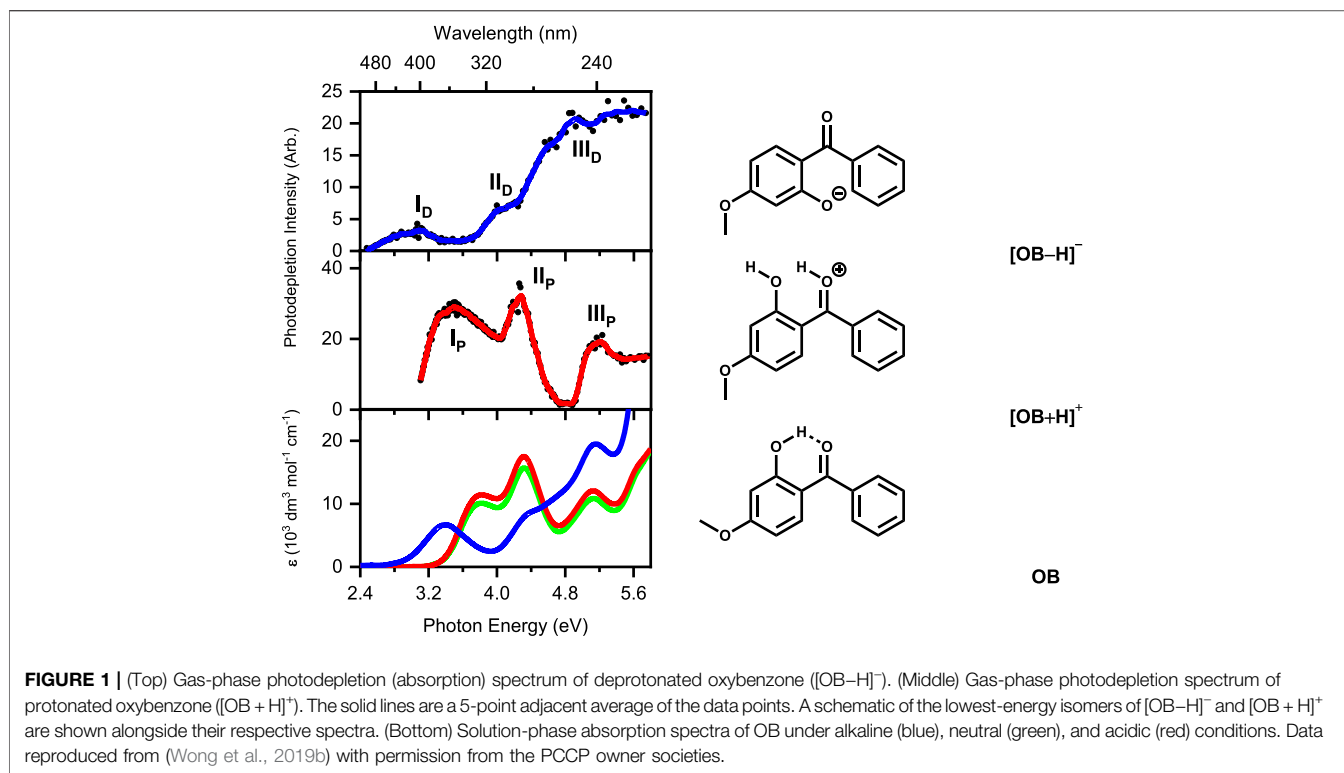 Wavelength (nm)
480 400 320 240
25
20
15
10
5
0
Photodepletion Intensity (Arb.)
I_D
II_D
III_D
O
O
O
⊖
[OB–H]⁻
40
20
0
I_P
II_P
III_P
H H
O O
⊕
O
[OB+H]⁺
20
10
0
ε (10³ dm³ mol⁻¹ cm⁻¹)
2.4 3.2 4.0 4.8 5.6
Photon Energy (eV)
H
O O
O
OB
FIGURE 1 | (Top) Gas-phase photodepletion (absorption) spectrum of deprotonated oxybenzone ([OB–H]⁻). (Middle) Gas-phase photodepletion spectrum of
protonated oxybenzone ([OB + H]⁺). The solid lines are a 5-point adjacent average of the data points. A schematic of the lowest-energy isomers of [OB–H]⁻ and [OB + H]⁺
are shown alongside their respective spectra. (Bottom) Solution-phase absorption spectra of OB under alkaline (blue), neutral (green), and acidic (red) conditions. Data
reproduced from (Wong et al., 2019b) with permission from the PCCP owner societies.